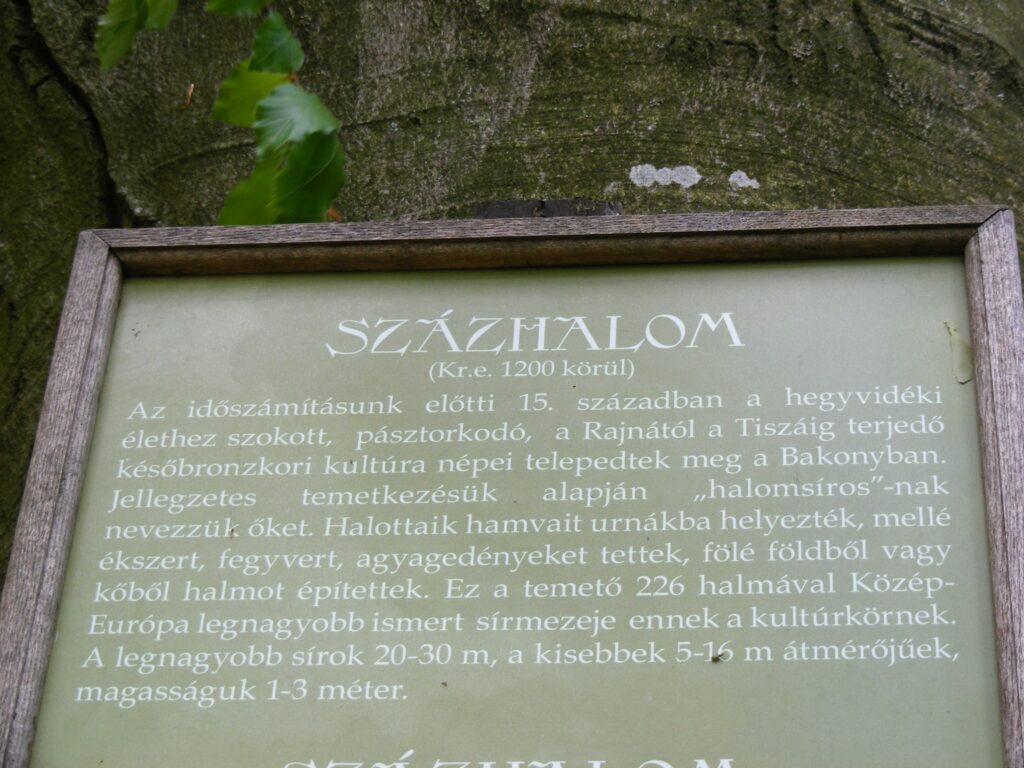 SZÁZHALOM
(Kr.e. 1200 körül)
Az időszámításunk előtti 15. században a hegyvidéki
élethez szokott, pásztorkodó, a Rajnától a Tiszáig terjedő
későbronzkori kultúra népei telepedtek meg a Bakonyban.
Jellegzetes temetkezésük alapján „halomsíros”-nak
nevezzük őket. Halottaik hamvait urnákba helyezték, mellé
ékszert, fegyvert, agyagedényeket tettek, fölé földből vagy
kőből halmot építettek. Ez a temető 226 halmával Közép-
Európa legnagyobb ismert sírmezeje ennek a kultúrkörnek.
A legnagyobb sírok 20-30 m, a kisebbek 5-16 m átmérőjűek,
magasságuk 1-3 méter.
SZÁZHALOM